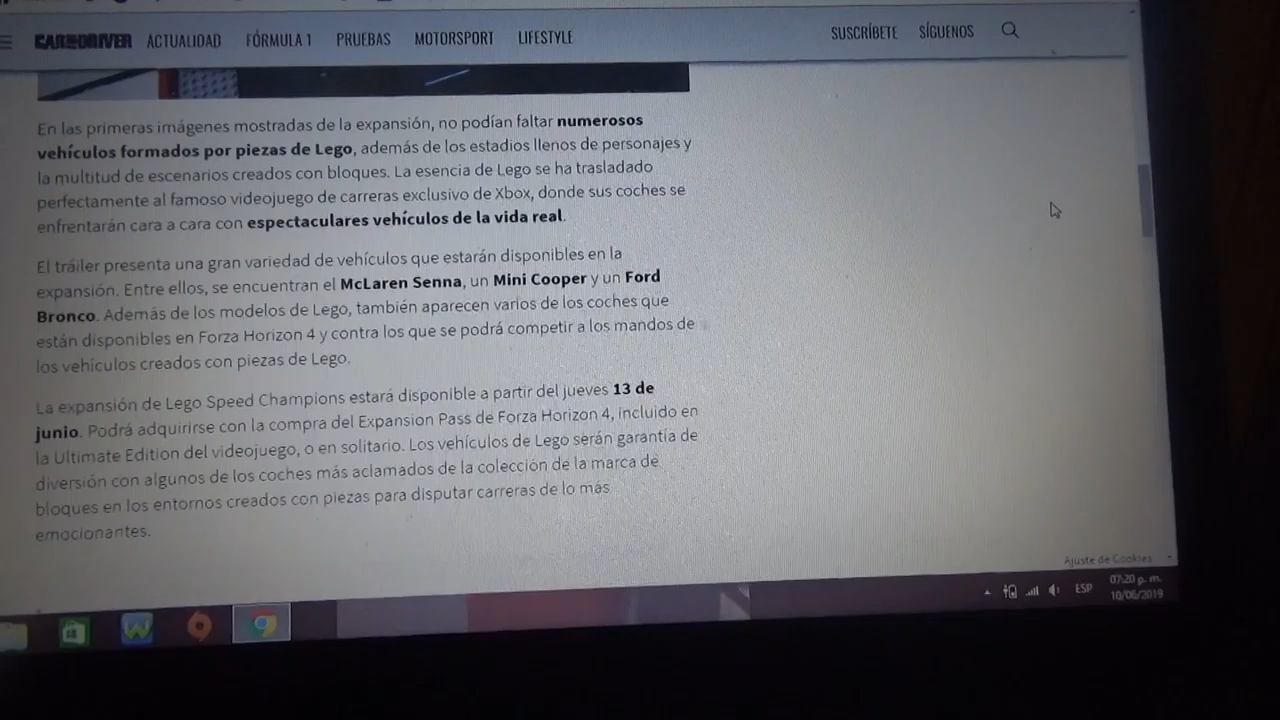 CAR AND DRIVER ACTUALIDAD FÓRMULA 1 PRUEBAS MOTORSPORT LIFESTYLE SUSCRÍBETE SÍGUENOS
En las primeras imágenes mostradas de la expansión, no podían faltar numerosos
vehículos formados por piezas de Lego, además de los estadios llenos de personajes y
la multitud de escenarios creados con bloques. La esencia de Lego se ha trasladado
perfectamente al famoso videojuego de carreras exclusivo de Xbox, donde sus coches se
enfrentarán cara a cara con espectaculares vehículos de la vida real.
El tráiler presenta una gran variedad de vehículos que estarán disponibles en la
expansión. Entre ellos, se encuentran el McLaren Senna, un Mini Cooper y un Ford
Bronco. Además de los modelos de Lego, también aparecen varios de los coches que
están disponibles en Forza Horizon 4 y contra los que se podrá competir a los mandos de
los vehículos creados con piezas de Lego.
La expansión de Lego Speed Champions estará disponible a partir del jueves 13 de
junio. Podrá adquirirse con la compra del Expansion Pass de Forza Horizon 4, incluido en
la Ultimate Edition del videojuego, o en solitario. Los vehículos de Lego serán garantía de
diversión con algunos de los coches más aclamados de la colección de la marca de
bloques en los entornos creados con piezas para disputar carreras de lo más
emocionantes.
Ajuste de Cookies
ESP
07:20 p. m.
10/06/2019